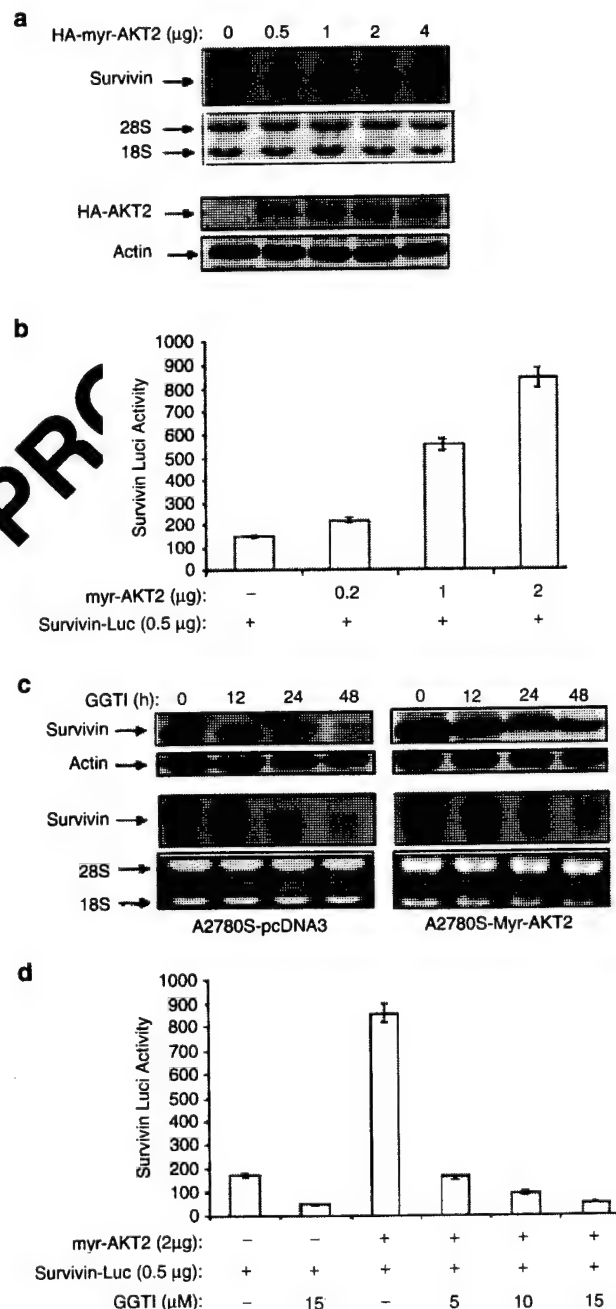 a
HA-myr-AKT2 (µg): 0 0.5 1 2 4
Survivin
28S
18S
HA-AKT2
Actin
b
1000
900
800
700
600
500
400
300
200
100
0
Survivin Luci Activity
myr-AKT2 (µg): – 0.2 1 2
Survivin-Luc (0.5 µg): + + + +
c
GGTI (h): 0 12 24 48 0 12 24 48
Survivin
Actin
Survivin
28S
18S
A2780S-pcDNA3 A2780S-Myr-AKT2
d
1000
900
800
700
600
500
400
300
200
100
0
Survivin Luci Activity
myr-AKT2 (2µg): – – + + + +
Survivin-Luc (0.5 µg): + + + + + +
GGTI (µM): – 15 – 5 10 15